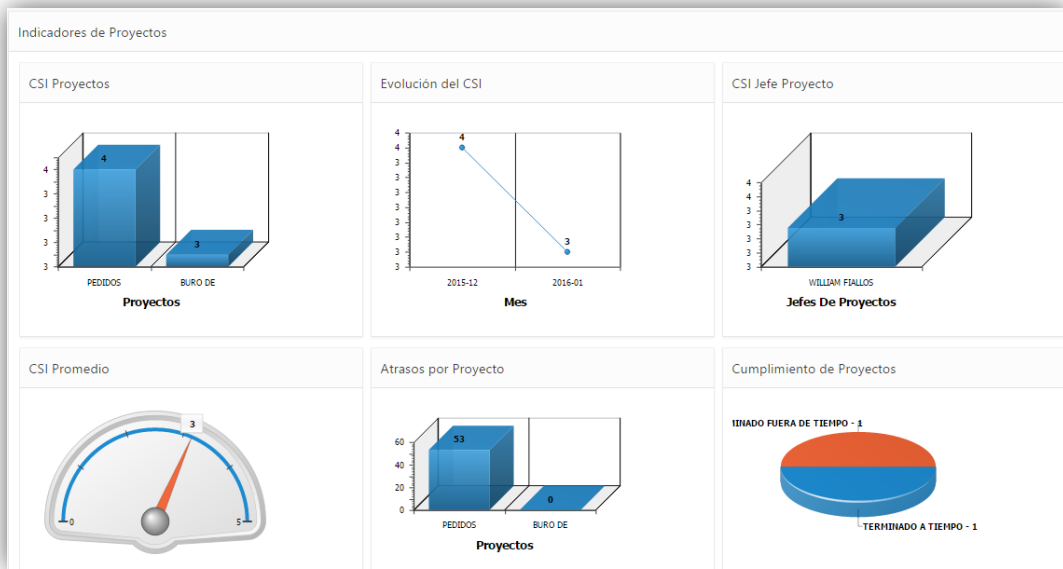 Indicadores de Proyectos
CSI Proyectos
4
3
3
3
3
4
3
PEDIDOS BURO DE
Proyectos
Evolución del CSI
4
4
3
3
3
3
3
3
3
3
4
3
2015-12 2016-01
Mes
CSI Jefe Proyecto
4
4
3
3
3
3
3
3
WILLIAM FIALLOS
Jefes De Proyectos
CSI Promedio
3
0 5
Atrasos por Proyecto
60
40
20
0
53
0
PEDIDOS BURO DE
Proyectos
Cumplimiento de Proyectos
INADO FUERA DE TIEMPO - 1
TERMINADO A TIEMPO - 1